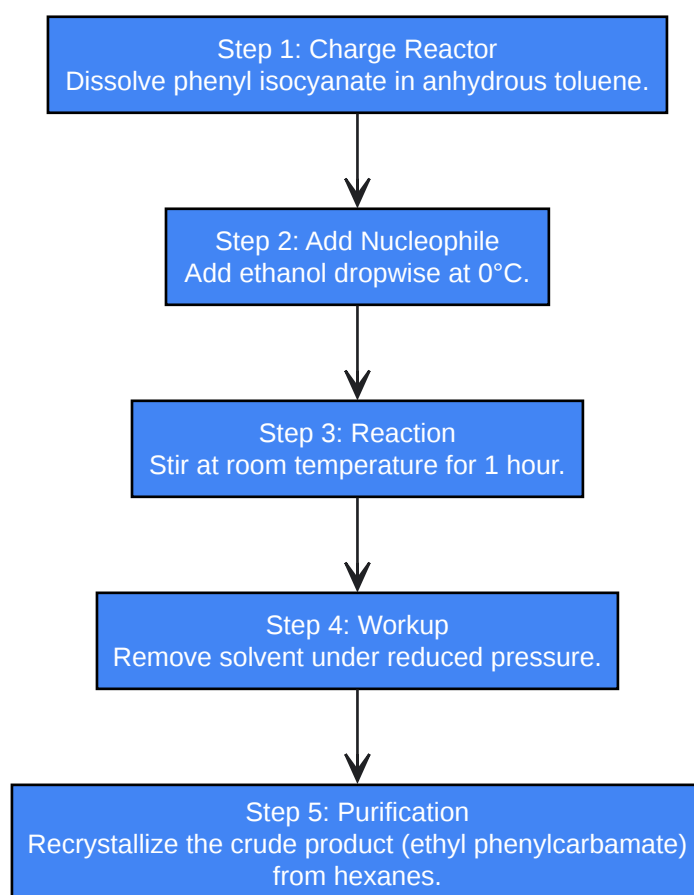 Step 1: Charge Reactor
Dissolve phenyl isocyanate in anhydrous toluene.
Step 2: Add Nucleophile
Add ethanol dropwise at 0°C.
Step 3: Reaction
Stir at room temperature for 1 hour.
Step 4: Workup
Remove solvent under reduced pressure.
Step 5: Purification
Recrystallize the crude product (ethyl phenylcarbamate)
from hexanes.